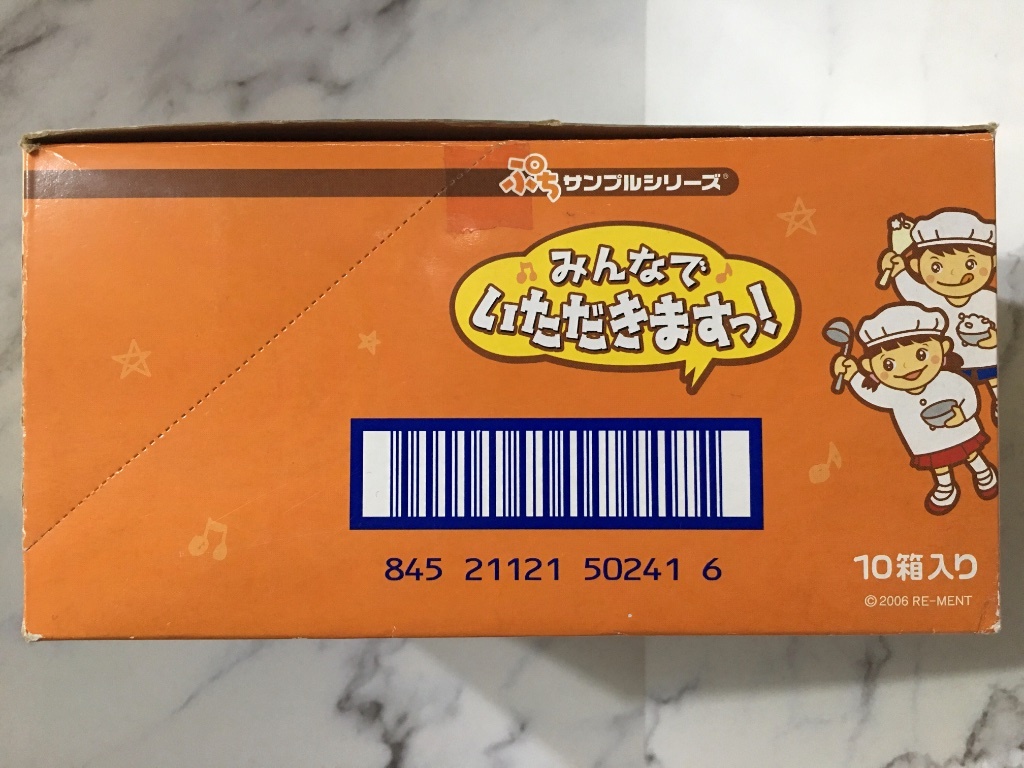 ぷちサンプルシリーズ®
みんなで
いただきますっ!
845 21121 50241 6
10箱入り
©2006 RE-MENT